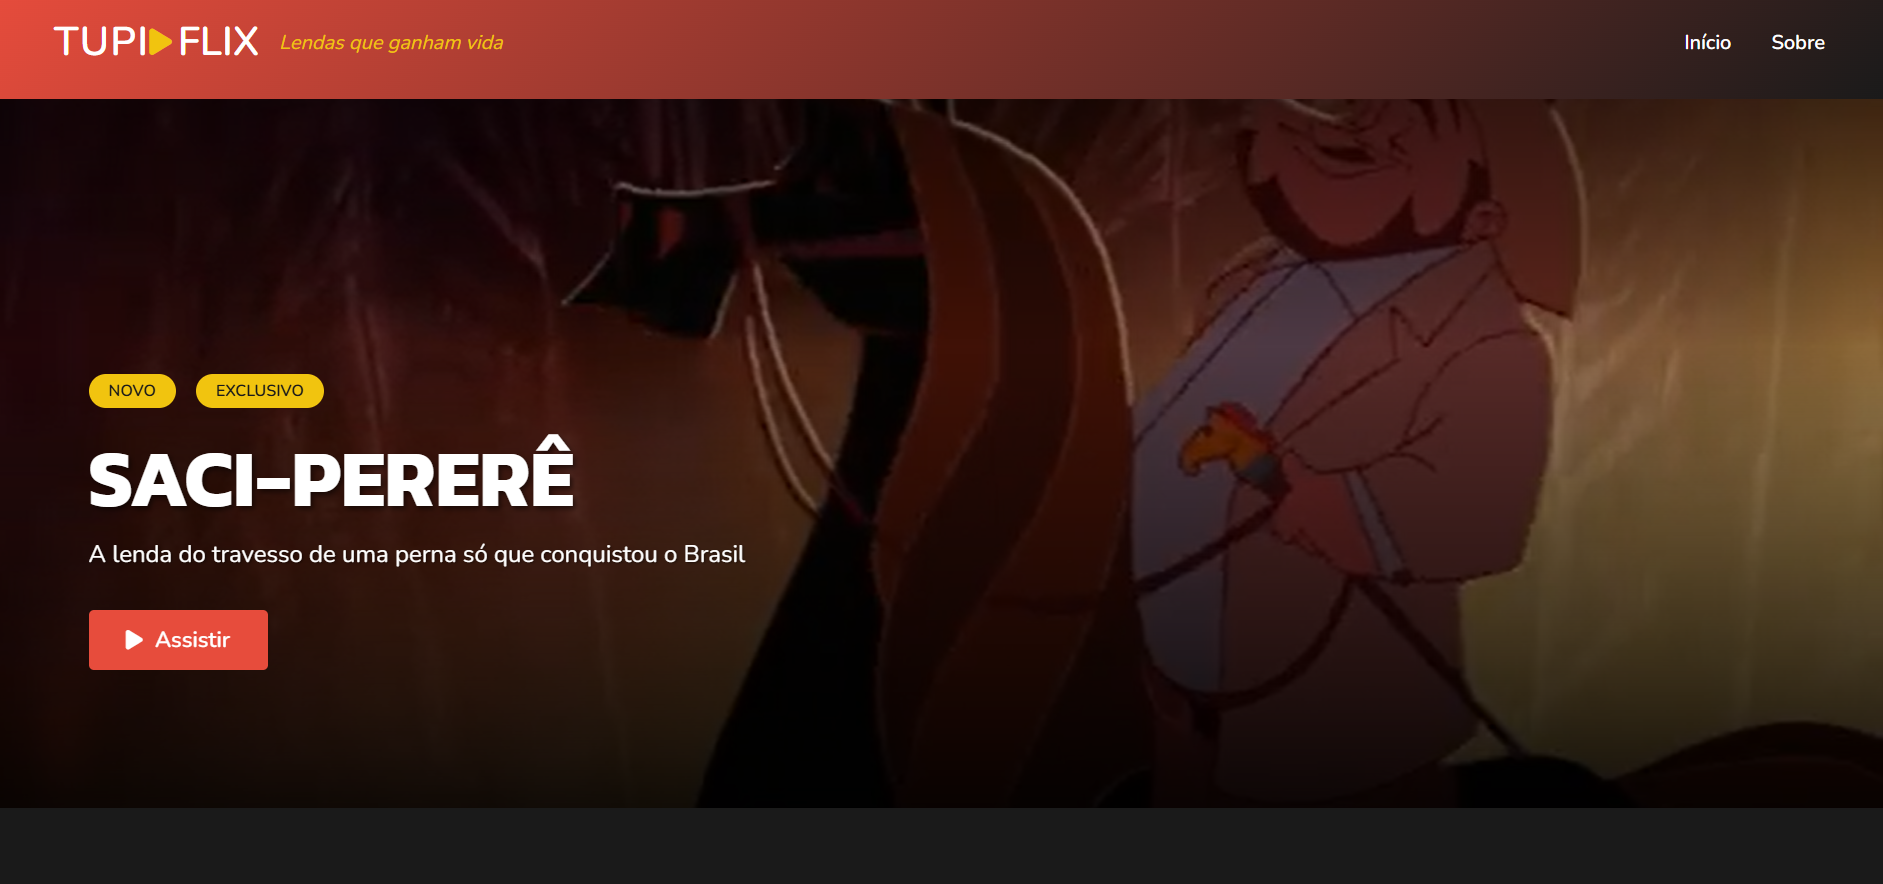 TUPI FLIX
Lendas que ganham vida
Início
Sobre
NOVO
EXCLUSIVO
SACI-PERERÊ
A lenda do travesso de uma perna só que conquistou o Brasil
Assistir